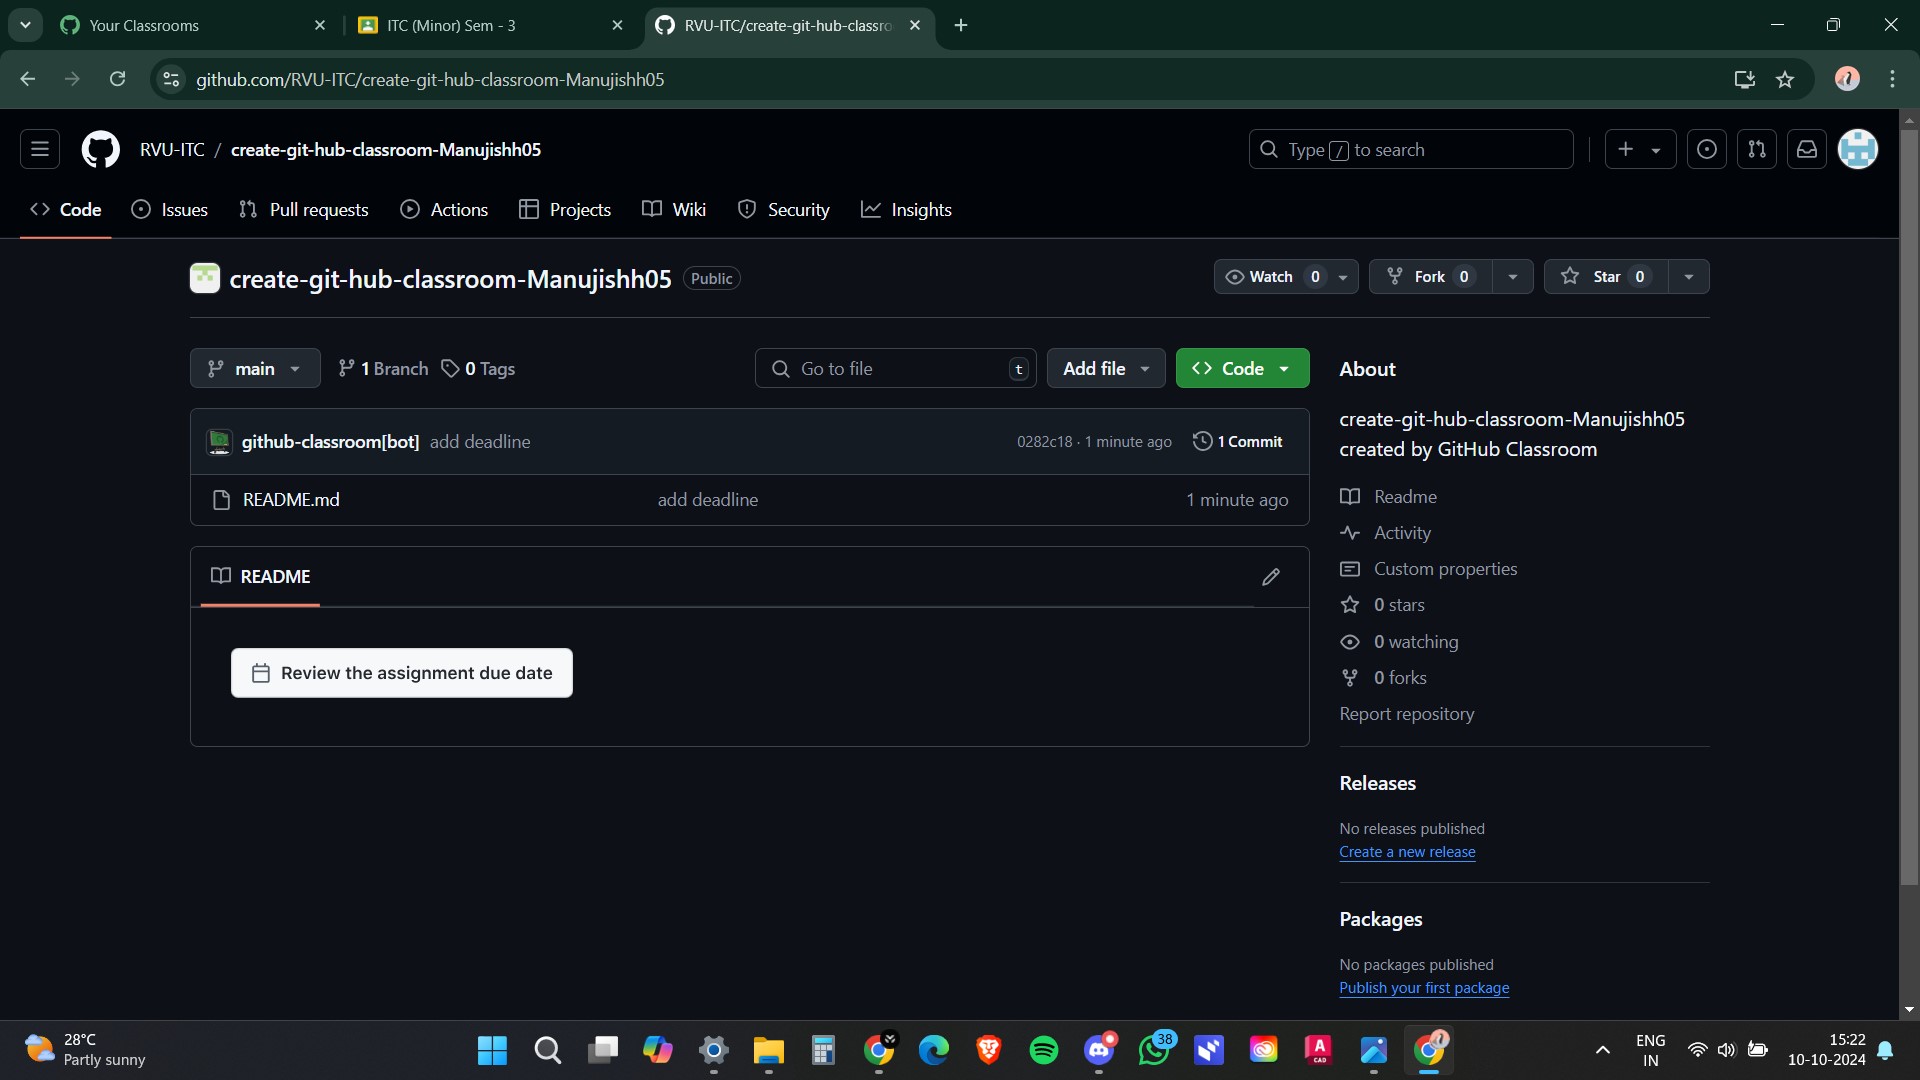 Your Classrooms
ITC (Minor) Sem - 3
RVU-ITC/create-git-hub-classro
github.com/RVU-ITC/create-git-hub-classroom-Manujishh05
RVU-ITC / create-git-hub-classroom-Manujishh05
Type / to search
Code Issues Pull requests Actions Projects Wiki Security Insights
create-git-hub-classroom-Manujishh05 Public
Watch 0 Fork 0 Star 0
main 1 Branch 0 Tags
Go to file t Add file Code
github-classroom[bot] add deadline 0282c18 · 1 minute ago 1 Commit
README.md add deadline 1 minute ago
README
Review the assignment due date
About
create-git-hub-classroom-Manujishh05
created by GitHub Classroom
Readme
Activity
Custom properties
0 stars
0 watching
0 forks
Report repository
Releases
No releases published
Create a new release
Packages
No packages published
Publish your first package
28°C
Partly sunny
38
A
CAD
ENG
IN
15:22
10-10-2024